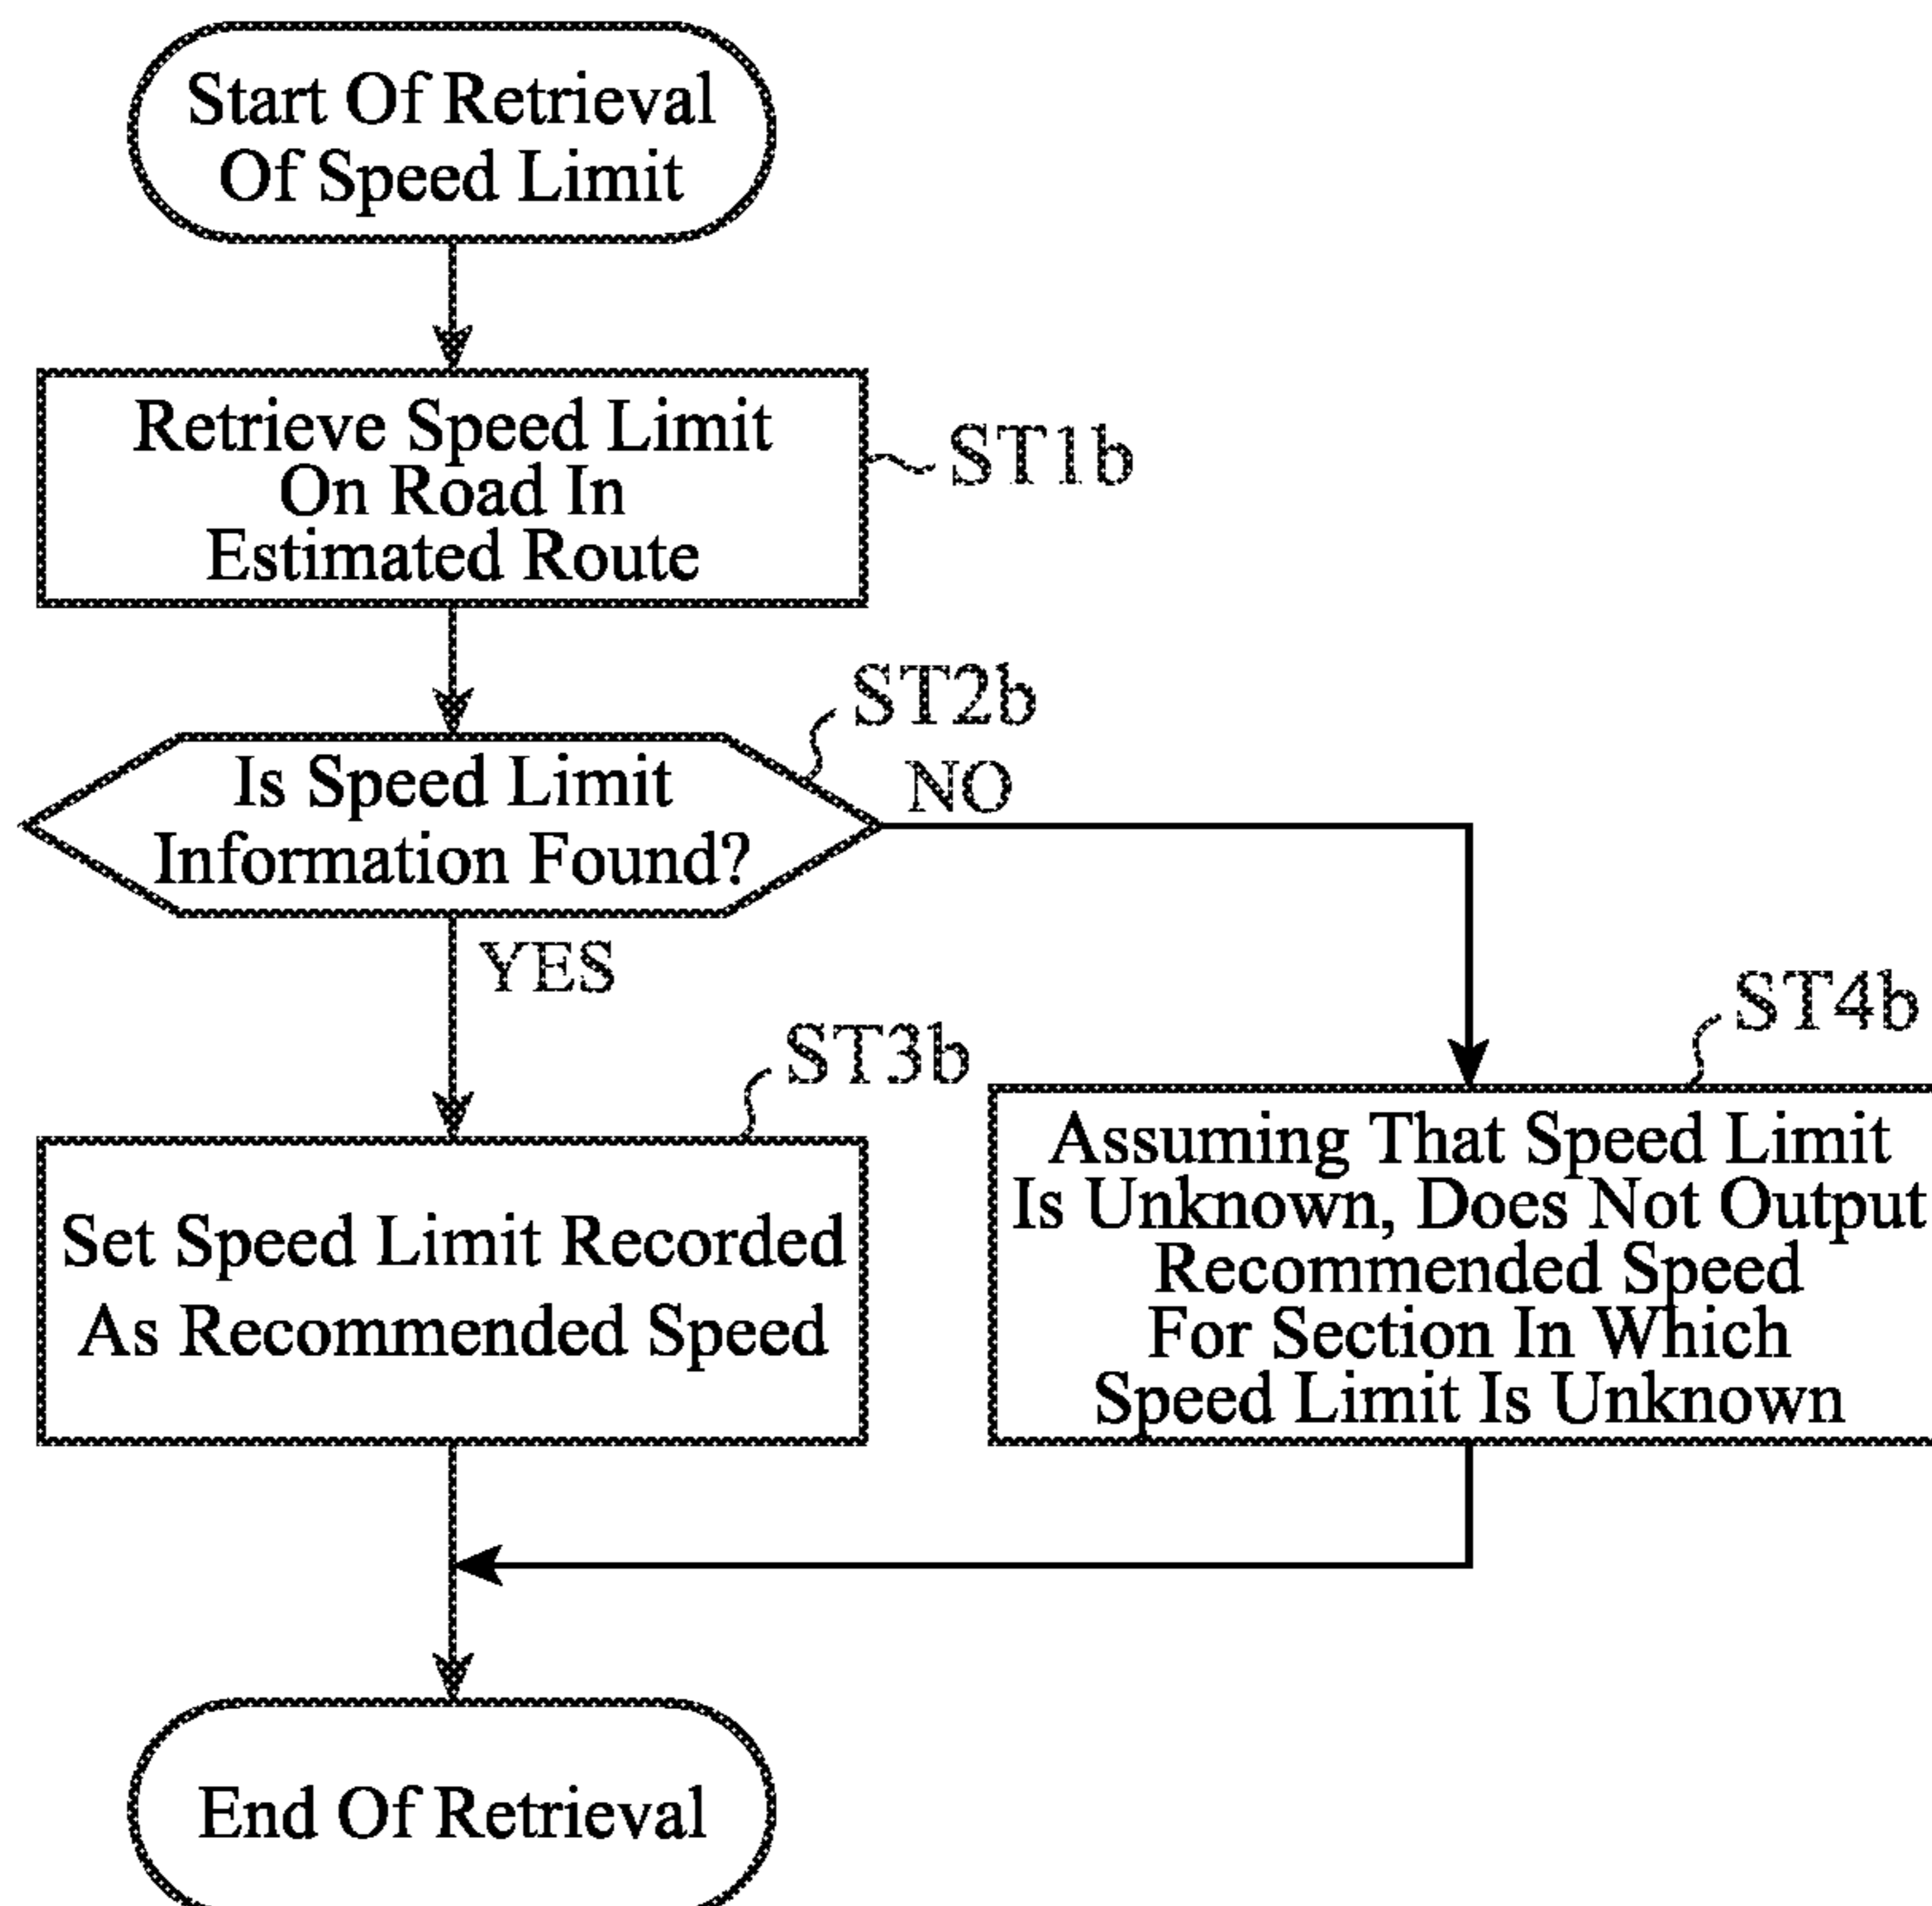 Start Of Retrieval
Of Speed Limit
Retrieve Speed Limit
On Road In
Estimated Route
ST1b
ST2b
Is Speed Limit
Information Found?
NO
YES
ST3b
Set Speed Limit Recorded
As Recommended Speed
ST4b
Assuming That Speed Limit
Is Unknown, Does Not Output
Recommended Speed
For Section In Which
Speed Limit Is Unknown
End Of Retrieval